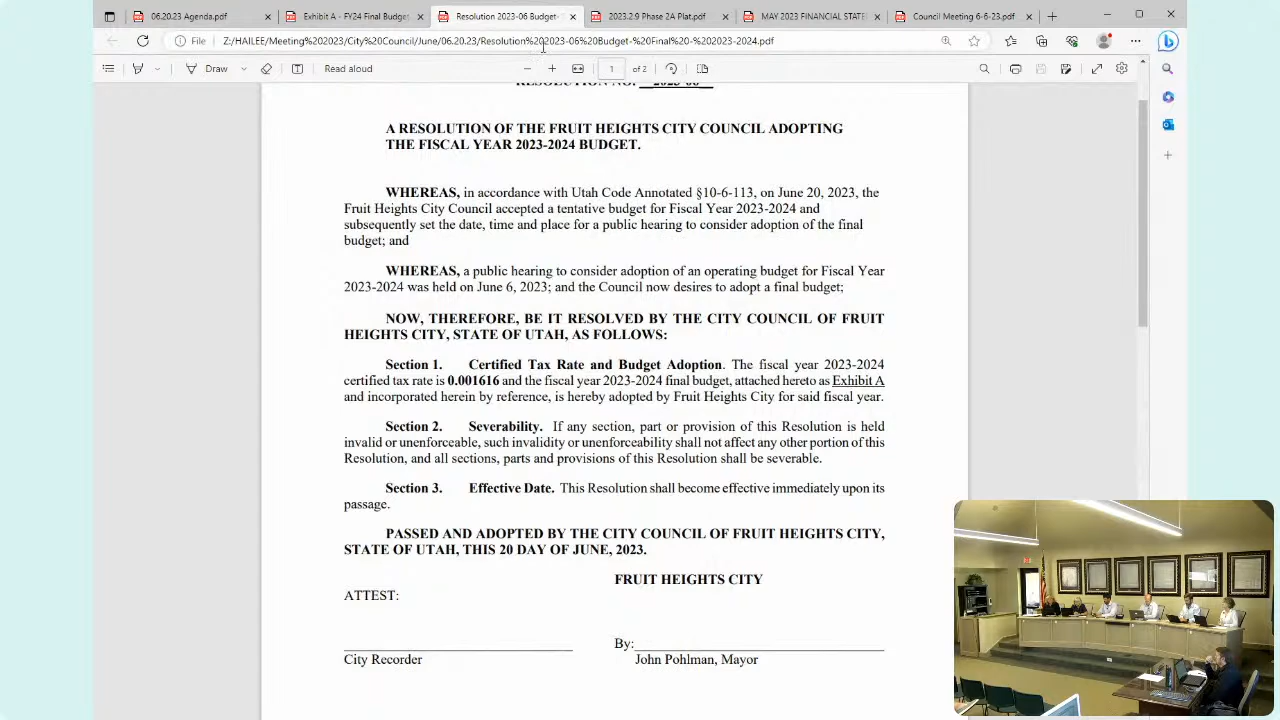 06.20.23 Agenda.pdf
Exhibit A - FY24 Final Budget
Resolution 2023-06 Budget-
2023.2.9 Phase 2A Plat.pdf
MAY 2023 FINANCIAL STATE
Council Meeting 6-6-23.pdf
File
Z:/HAILEE/Meeting%202023/City%20Council/June/06.20.23/Resolution%202023-06%20Budget-%20Final%20-%202023-2024.pdf
Draw
Read aloud
1
of 2
RESOLUTION NO. __2023-06__
A RESOLUTION OF THE FRUIT HEIGHTS CITY COUNCIL ADOPTING
THE FISCAL YEAR 2023-2024 BUDGET.
WHEREAS, in accordance with Utah Code Annotated §10-6-113, on June 20, 2023, the
Fruit Heights City Council accepted a tentative budget for Fiscal Year 2023-2024 and
subsequently set the date, time and place for a public hearing to consider adoption of the final
budget; and
WHEREAS, a public hearing to consider adoption of an operating budget for Fiscal Year
2023-2024 was held on June 6, 2023; and the Council now desires to adopt a final budget;
NOW, THEREFORE, BE IT RESOLVED BY THE CITY COUNCIL OF FRUIT
HEIGHTS CITY, STATE OF UTAH, AS FOLLOWS:
Section 1. Certified Tax Rate and Budget Adoption. The fiscal year 2023-2024
certified tax rate is 0.001616 and the fiscal year 2023-2024 final budget, attached hereto as Exhibit A
and incorporated herein by reference, is hereby adopted by Fruit Heights City for said fiscal year.
Section 2. Severability. If any section, part or provision of this Resolution is held
invalid or unenforceable, such invalidity or unenforceability shall not affect any other portion of this
Resolution, and all sections, parts and provisions of this Resolution shall be severable.
Section 3. Effective Date. This Resolution shall become effective immediately upon its
passage.
PASSED AND ADOPTED BY THE CITY COUNCIL OF FRUIT HEIGHTS CITY,
STATE OF UTAH, THIS 20 DAY OF JUNE, 2023.
FRUIT HEIGHTS CITY
ATTEST:
By:
City Recorder
John Pohlman, Mayor